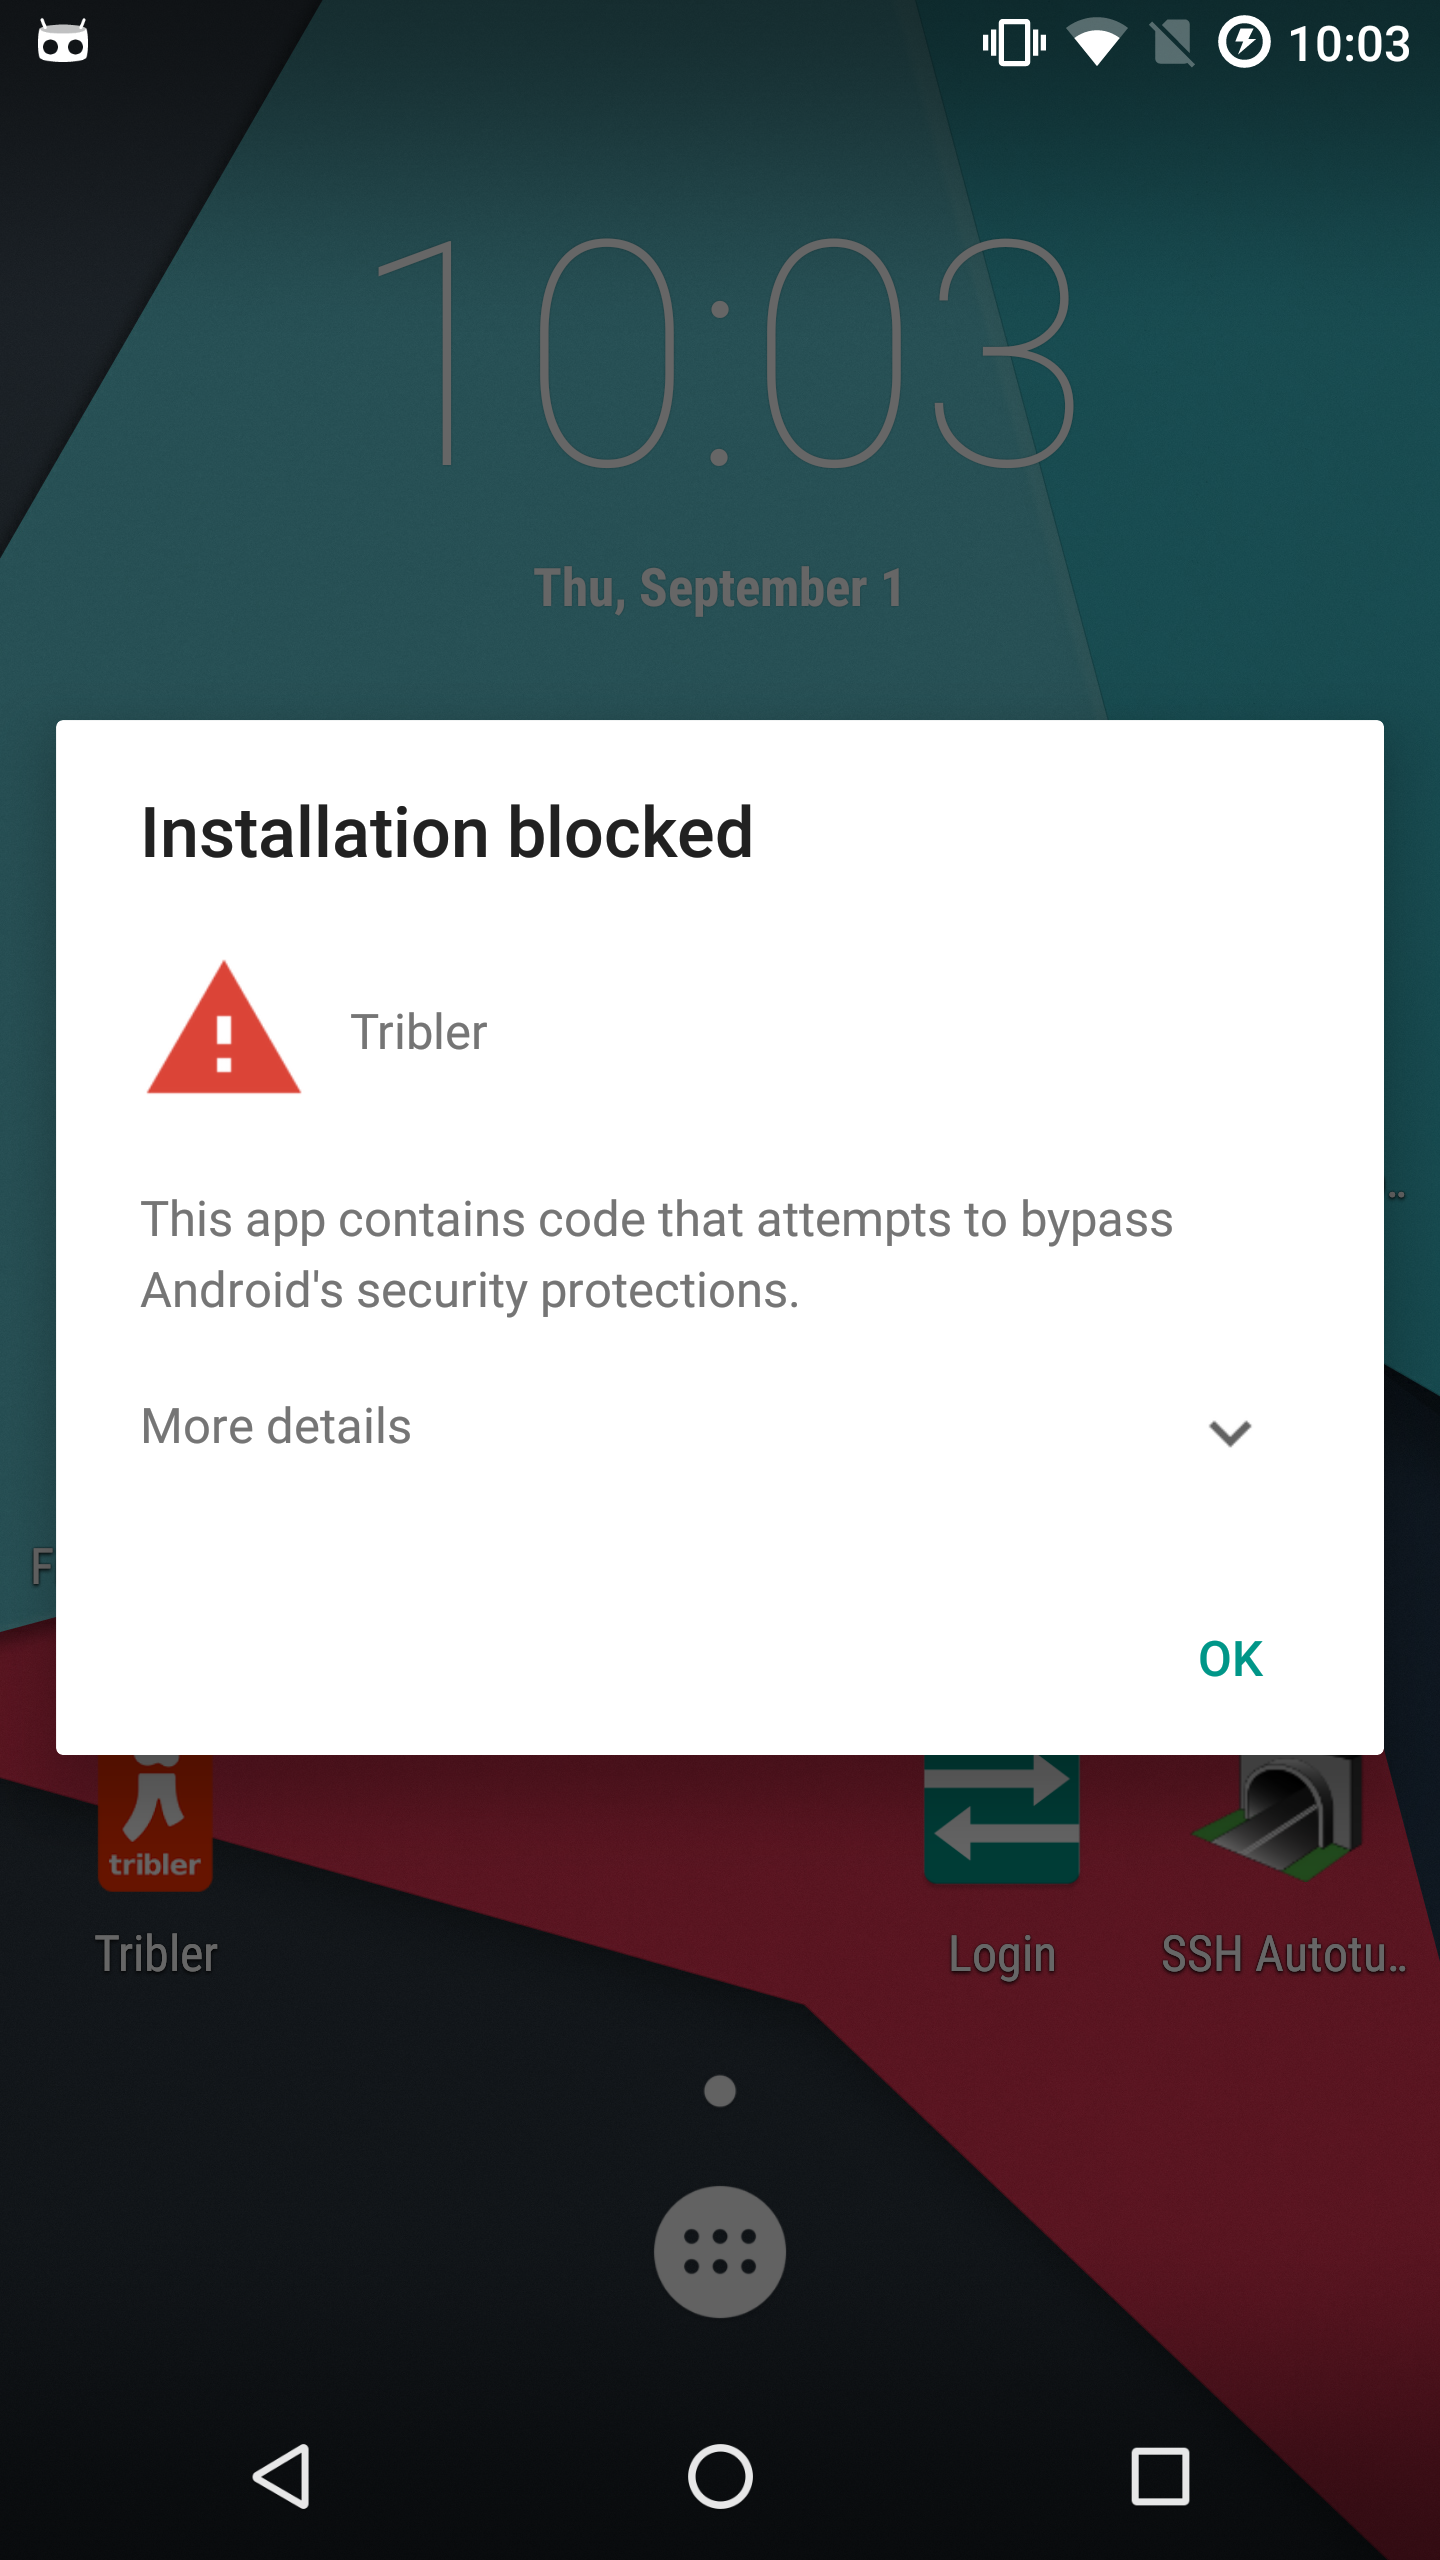 10:03
10:03
Thu, September 1
Installation blocked
Tribler
This app contains code that attempts to bypass
Android's security protections.
More details
..
F
OK
tribler
Tribler
Login
SSH Autotu..